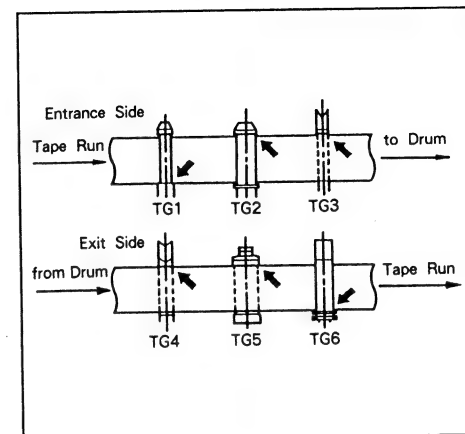 Entrance Side
Tape Run
to Drum
TG1 TG2 TG3
Exit Side
from Drum
Tape Run
TG4 TG5 TG6